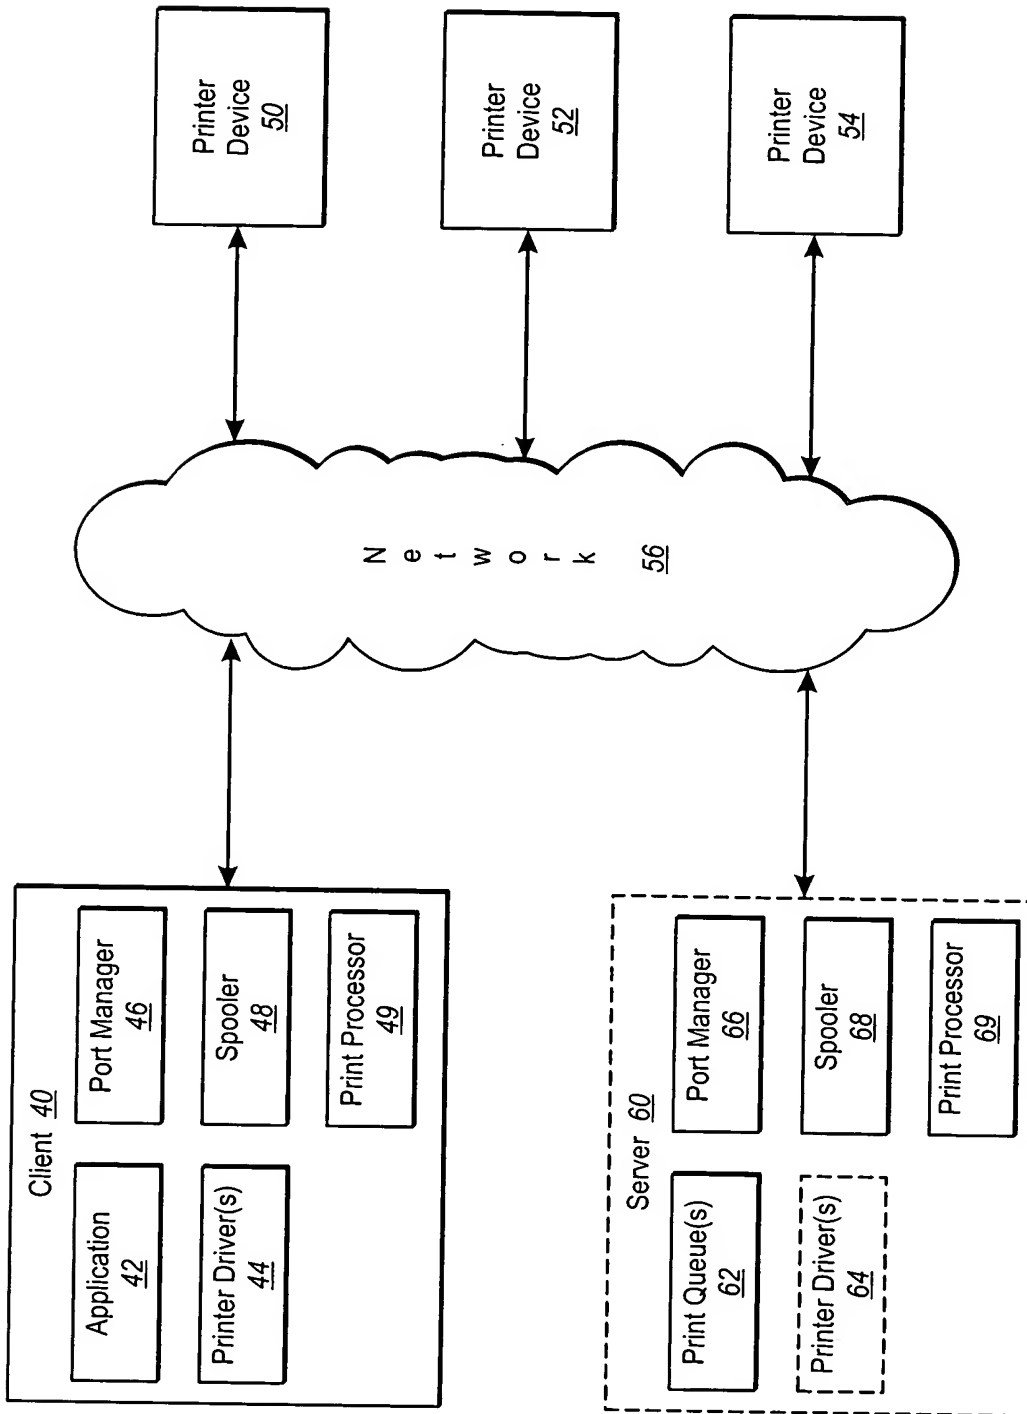 Client 40
Application
42
Port Manager
46
Printer Driver(s)
44
Spooler
48
Print Processor
49
Server 60
Print Queue(s)
62
Port Manager
66
Printer Driver(s)
64
Spooler
68
Print Processor
69
Network
56
Printer
Device
50
Printer
Device
52
Printer
Device
54